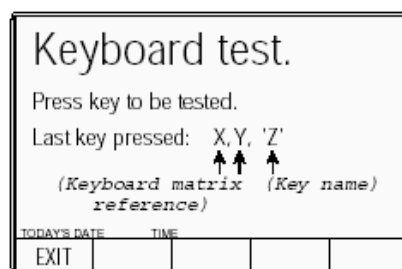 Keyboard test.
Press key to be tested.
Last key pressed: X,Y, 'Z'
(Keyboard matrix (Key name)
reference)
TODAY'S DATE TIME
EXIT